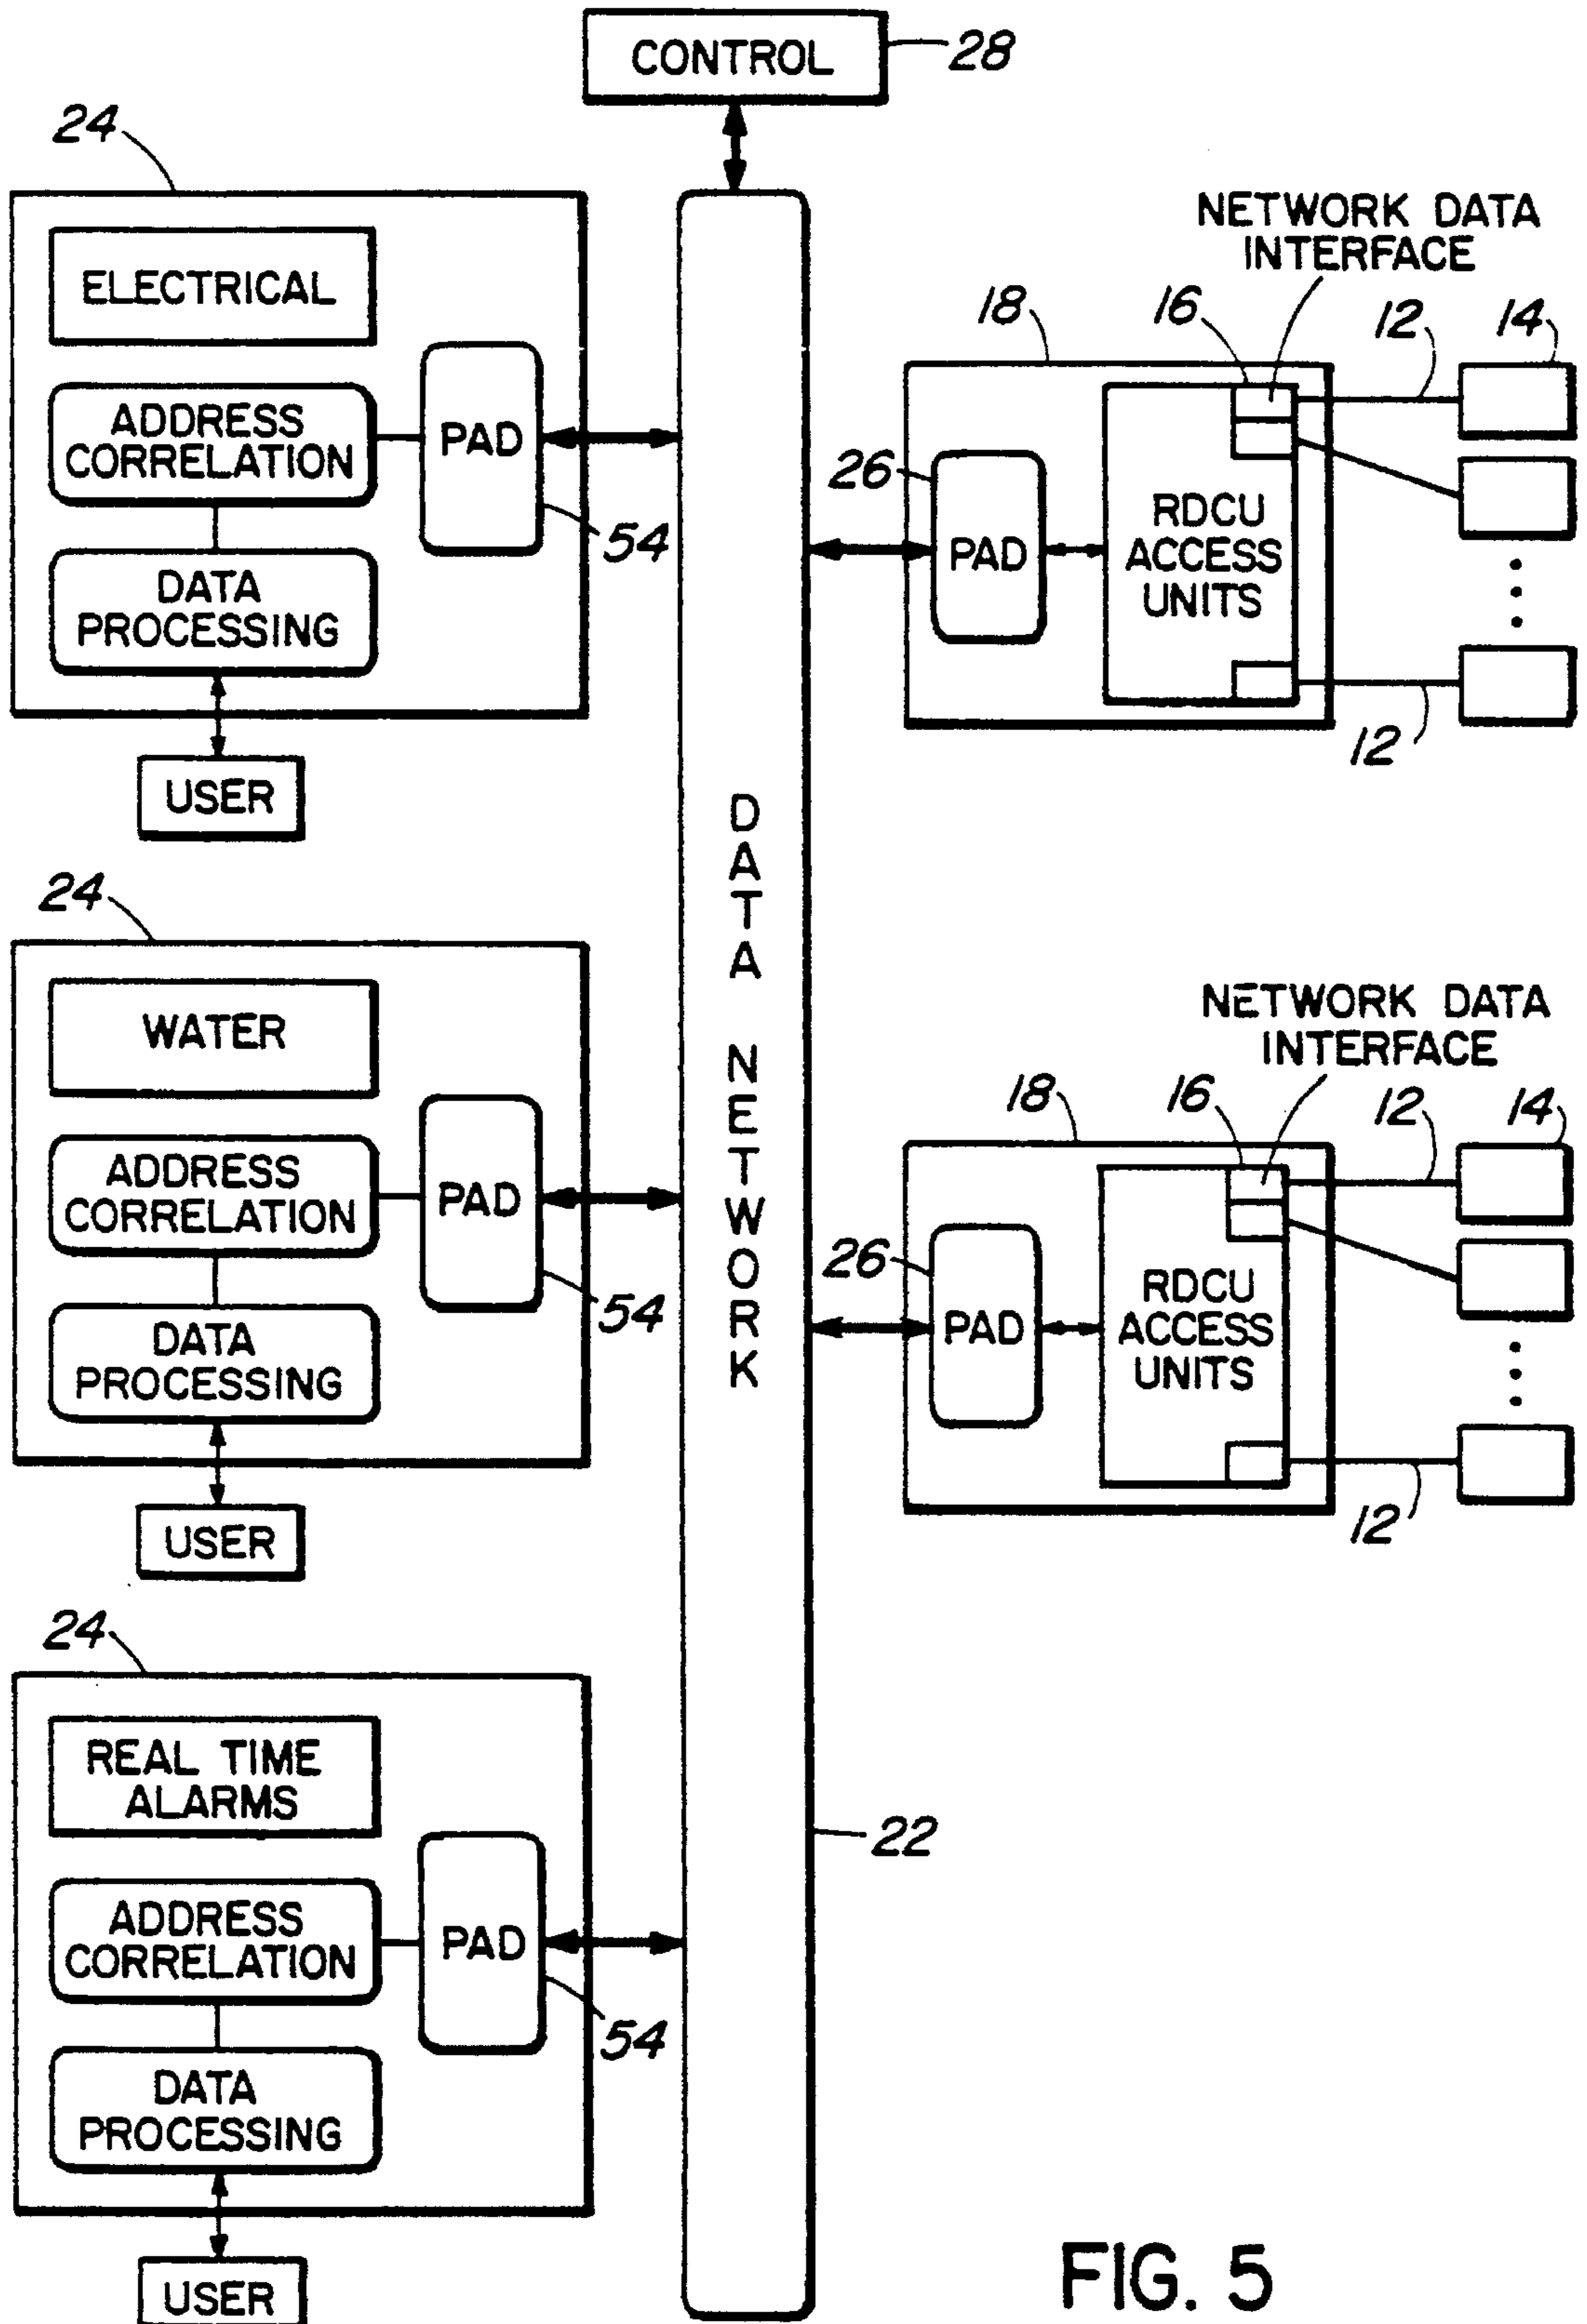 CONTROL
28
24
ELECTRICAL
ADDRESS
CORRELATION
PAD
54
DATA
PROCESSING
USER
24
WATER
ADDRESS
CORRELATION
PAD
54
DATA
PROCESSING
USER
24
REAL TIME
ALARMS
ADDRESS
CORRELATION
PAD
54
DATA
PROCESSING
USER
DATA NETWORK
22
NETWORK DATA
INTERFACE
18
16
12
14
26
PAD
RDCU
ACCESS
UNITS
12
NETWORK DATA
INTERFACE
18
16
12
14
26
PAD
RDCU
ACCESS
UNITS
12
FIG. 5